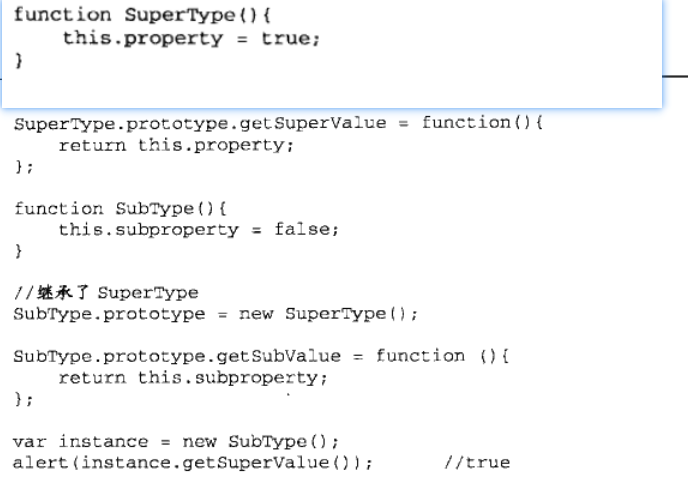 function SuperType(){
    this.property = true;
}
SuperType.prototype.getSuperValue = function(){
    return this.property;
};
function SubType(){
    this.subproperty = false;
}
//继承了 SuperType
SubType.prototype = new SuperType();
SubType.prototype.getSubValue = function (){
    return this.subproperty;
};
var instance = new SubType();
alert(instance.getSuperValue());      //true